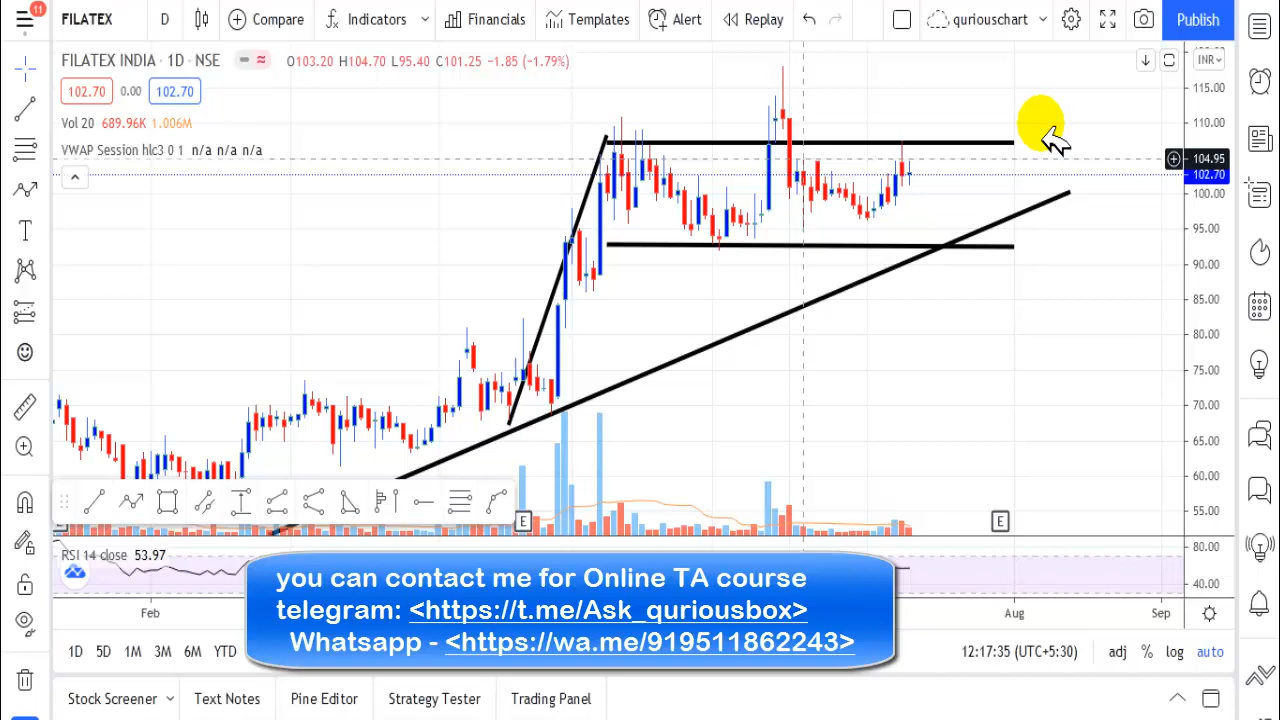 11
FILATEX
D
Compare
Indicators
Financials
Templates
Alert
Replay
quriouschart
Publish
FILATEX INDIA · 1D · NSE
O103.20 H104.70 L95.40 C101.25 −1.85 (−1.79%)
INR
102.70 0.00 102.70
Vol 20 689.96K 1.006M
VWAP Session hlc3 0 1 n/a n/a n/a
115.00
110.00
104.95
102.70
100.00
95.00
90.00
85.00
80.00
75.00
70.00
65.00
60.00
55.00
E
E
RSI 14 close 53.97
80.00
40.00
you can contact me for Online TA course
telegram: <https://t.me/Ask_quriousbox>
Whatsapp - <https://wa.me/919511862243>
Feb
Aug
Sep
1D 5D 1M 3M 6M YTD
12:17:35 (UTC+5:30)
adj % log auto
Stock Screener
Text Notes
Pine Editor
Strategy Tester
Trading Panel